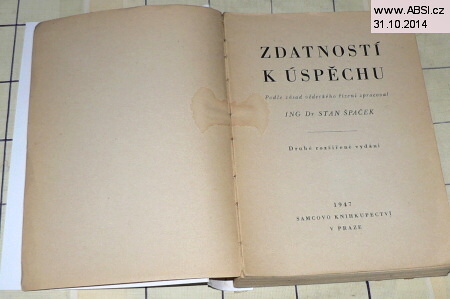 www.ABSI.cz
31.10.2014
ZDATNOSTÍ
K ÚSPĚCHU
Podle zásad vědeckého řízení zpracoval
ING Dr STAN ŠPAČEK
Druhé rozšířené vydání
1947
SAMCOVO KNIHKUPECTVÍ
V PRAZE